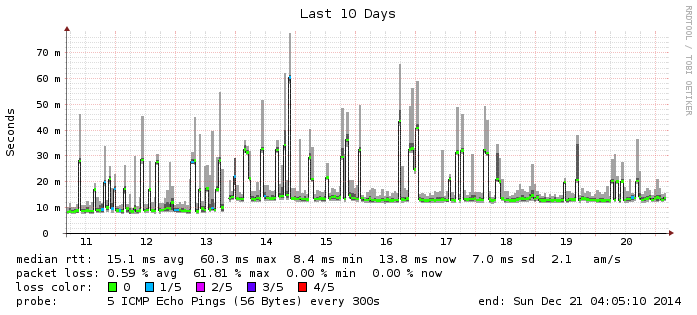 Last 10 Days
RRDTOOL / TOBI OETIKER
Seconds
70 m
60 m
50 m
40 m
30 m
20 m
10 m
0
11 12 13 14 15 16 17 18 19 20
median rtt: 15.1 ms avg 60.3 ms max 8.4 ms min 13.8 ms now 7.0 ms sd 2.1 am/s
packet loss: 0.59 % avg 61.81 % max 0.00 % min 0.00 % now
loss color: 0 1/5 2/5 3/5 4/5
probe: 5 ICMP Echo Pings (56 Bytes) every 300s end: Sun Dec 21 04:05:10 2014